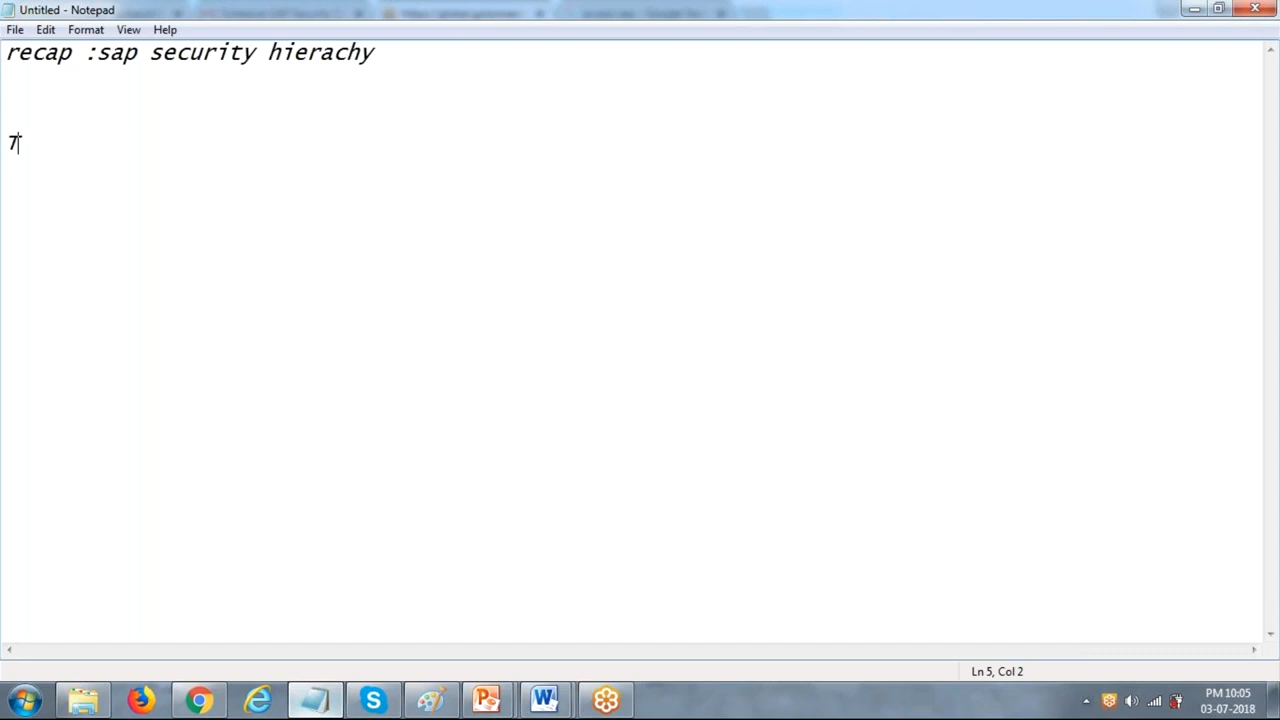 Untitled - Notepad
File Edit Format View Help
recap :sap security hierachy
T
Ln 5, Col 2
PM 10:05
03-07-2018